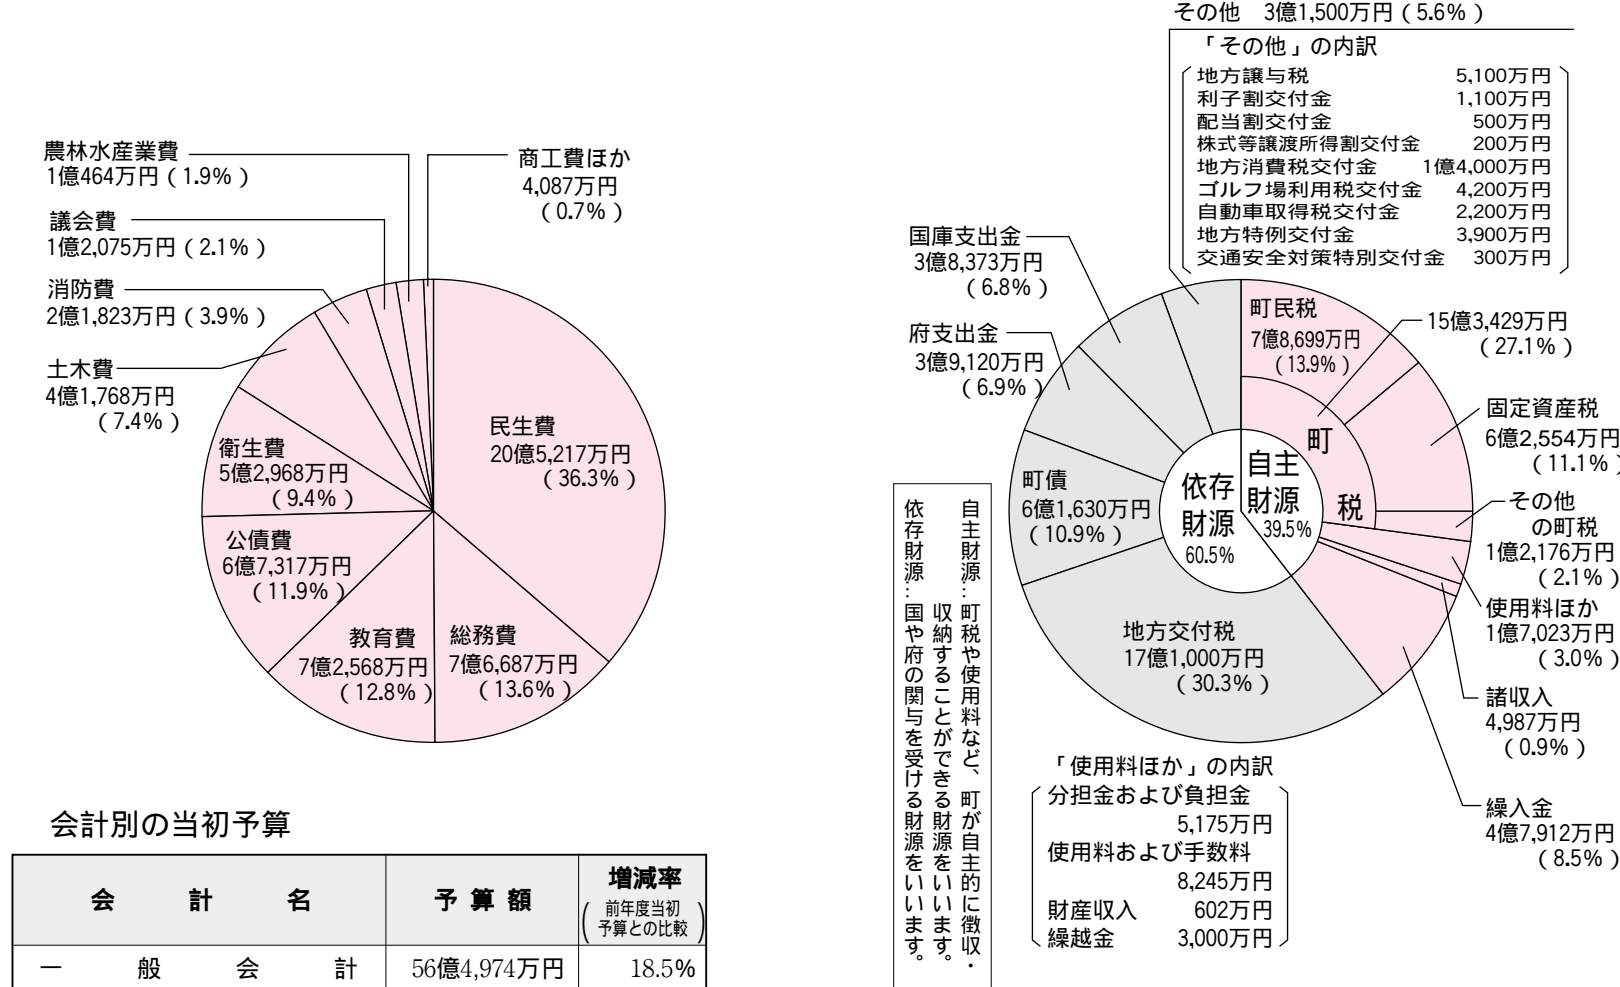 農林水産業費
1億464万円（1.9%）
議会費
1億2,075万円（2.1%）
消防費
2億1,823万円（3.9%）
土木費
4億1,768万円
（7.4%）
商工費ほか
4,087万円
（0.7%）
民生費
20億5,217万円
（36.3%）
衛生費
5億2,968万円
（9.4%）
公債費
6億7,317万円
（11.9%）
教育費
7億2,568万円
（12.8%）
総務費
7億6,687万円
（13.6%）
会計別の当初予算
会計名 予算額 増減率
（前年度当初
予算との比較）
一般会計 56億4,974万円 18.5%
その他 3億1,500万円（5.6%）
「その他」の内訳
地方譲与税 5,100万円
利子割交付金 1,100万円
配当割交付金 500万円
株式等譲渡所得割交付金 200万円
地方消費税交付金 1億4,000万円
ゴルフ場利用税交付金 4,200万円
自動車取得税交付金 2,200万円
地方特例交付金 3,900万円
交通安全対策特別交付金 300万円
国庫支出金
3億8,373万円
（6.8%）
府支出金
3億9,120万円
（6.9%）
町債
6億1,630万円
（10.9%）
地方交付税
17億1,000万円
（30.3%）
依存
財源
60.5%
自主
財源
39.5%
町税
町民税
7億8,699万円
（13.9%）
15億3,429万円
（27.1%）
固定資産税
6億2,554万円
（11.1%）
その他
の町税
1億2,176万円
（2.1%）
使用料ほか
1億7,023万円
（3.0%）
諸収入
4,987万円
（0.9%）
繰入金
4億7,912万円
（8.5%）
自主財源…町税や使用料など、町が自主的に徴収・
収納することができる財源をいいます。
依存財源…国や府の関与を受ける財源をいいます。
「使用料ほか」の内訳
分担金および負担金
5,175万円
使用料および手数料
8,245万円
財産収入 602万円
繰越金 3,000万円